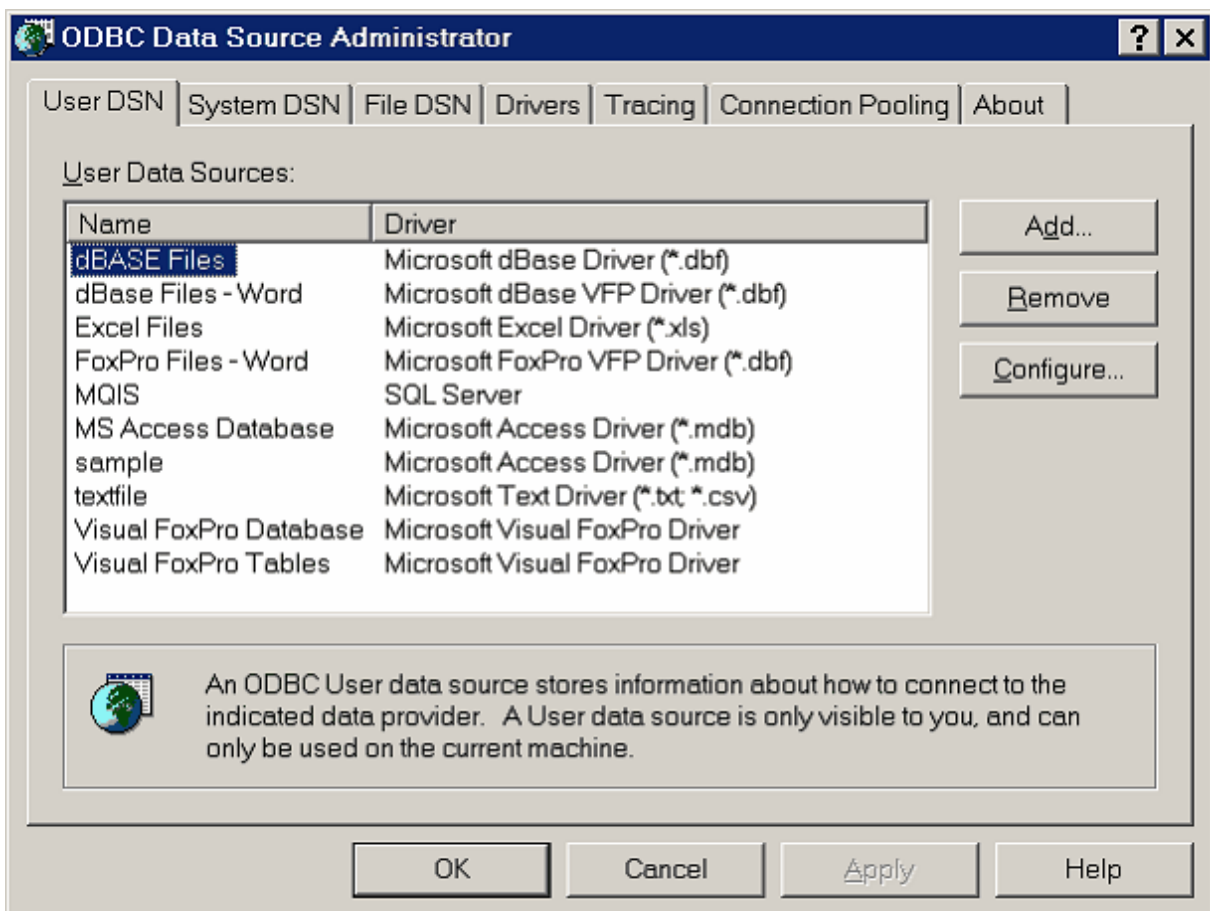 ODBC Data Source Administrator
User DSN System DSN File DSN Drivers Tracing Connection Pooling About
User Data Sources:
Name Driver
dBASE Files Microsoft dBase Driver (*.dbf)
dBase Files - Word Microsoft dBase VFP Driver (*.dbf)
Excel Files Microsoft Excel Driver (*.xls)
FoxPro Files - Word Microsoft FoxPro VFP Driver (*.dbf)
MQIS SQL Server
MS Access Database Microsoft Access Driver (*.mdb)
sample Microsoft Access Driver (*.mdb)
textfile Microsoft Text Driver (*.txt; *.csv)
Visual FoxPro Database Microsoft Visual FoxPro Driver
Visual FoxPro Tables Microsoft Visual FoxPro Driver
Add...
Remove
Configure...
An ODBC User data source stores information about how to connect to the
indicated data provider. A User data source is only visible to you, and can
only be used on the current machine.
OK Cancel Apply Help